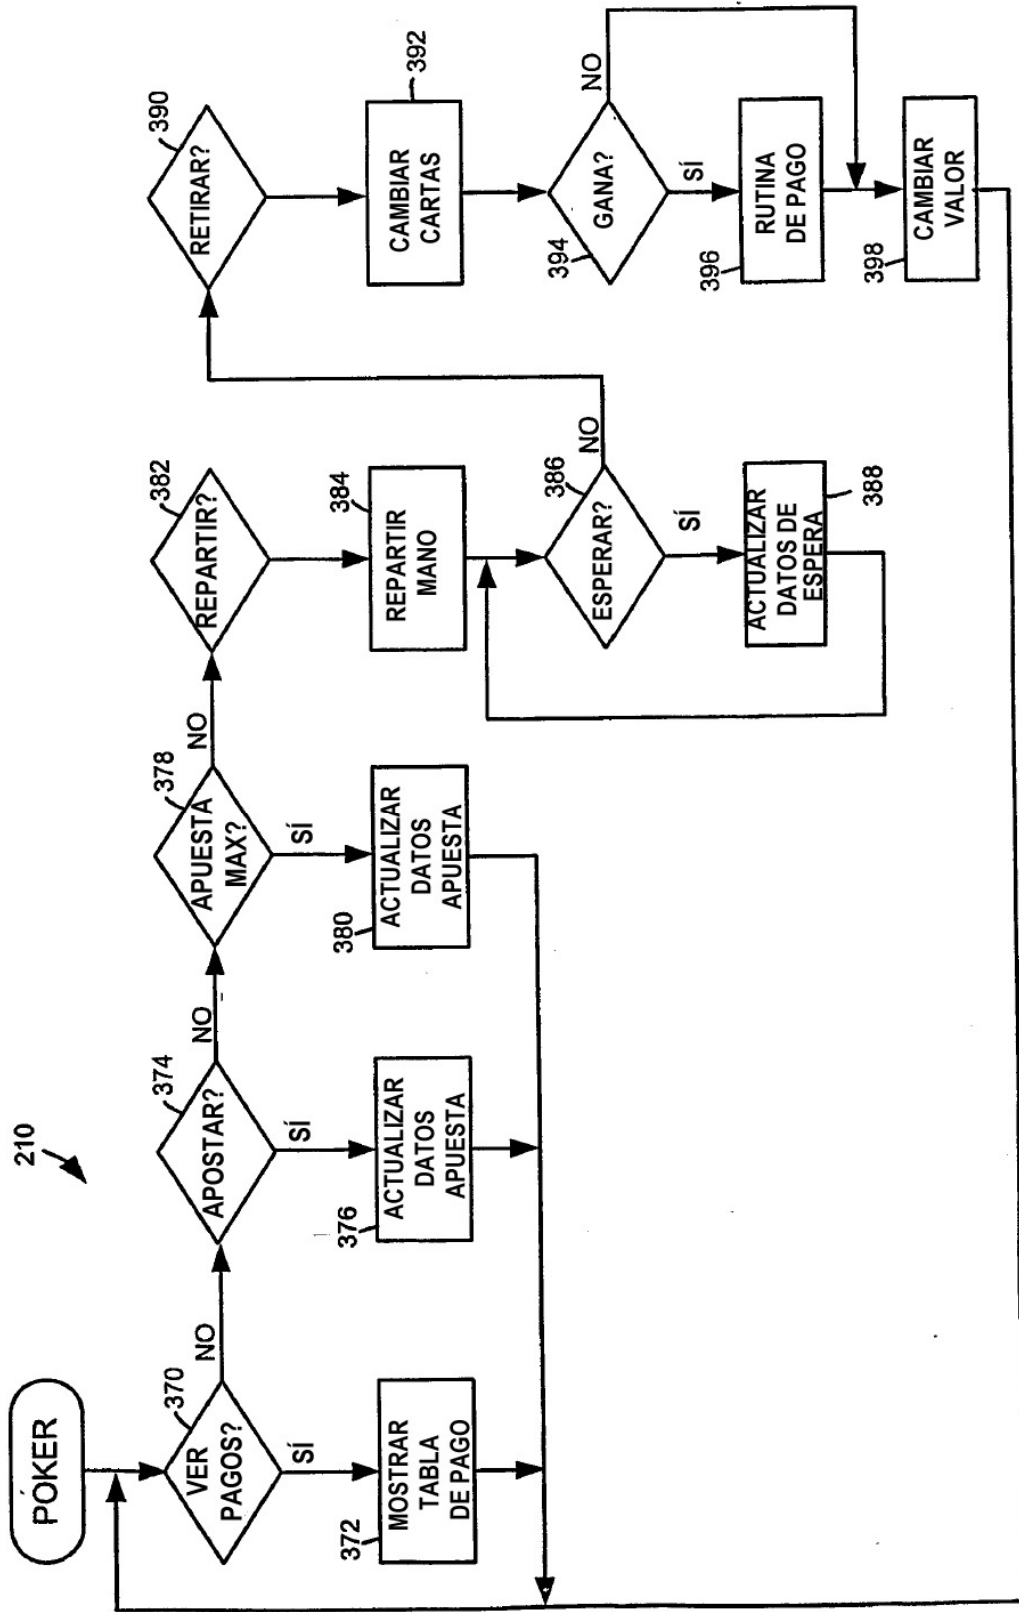 210
PÓKER
370
VER
PAGOS?
NO
SÍ
372
MOSTRAR
TABLA
DE PAGO
374
APOSTAR?
NO
SÍ
376
ACTUALIZAR
DATOS
APUESTA
378
APUESTA
MAX?
NO
SÍ
380
ACTUALIZAR
DATOS
APUESTA
382
REPARTIR?
384
REPARTIR
MANO
386
ESPERAR?
NO
SÍ
388
ACTUALIZAR
DATOS DE
ESPERA
390
RETIRAR?
392
CAMBIAR
CARTAS
394
GANA?
NO
SÍ
396
RUTINA
DE PAGO
398
CAMBIAR
VALOR